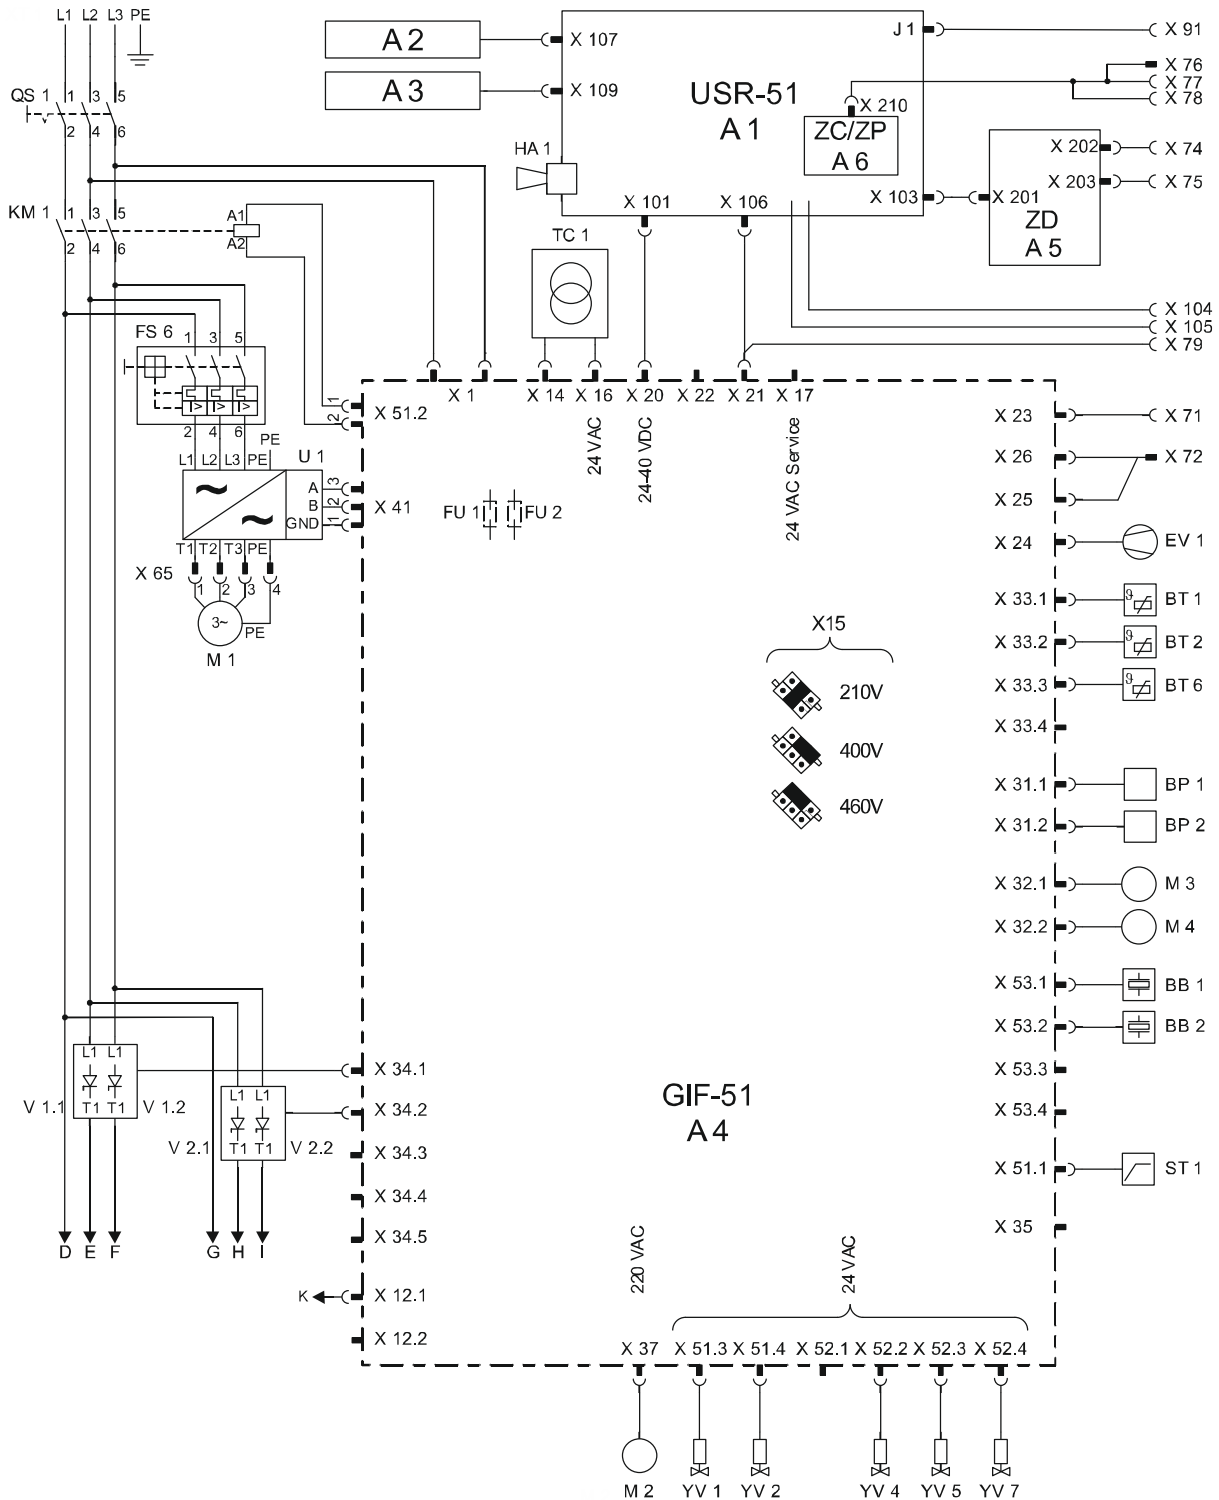 L1 L2 L3 PE
QS 1
1 3 5
2 4 6
KM 1
1 3 5
2 4 6
A1
A2
A 2
A 3
X 107
X 109
HA 1
USR-51
A 1
J 1
X 210
ZC/ZP
A 6
X 101
X 106
X 103
X 91
X 76
X 77
X 78
X 202
X 203
X 74
X 75
X 201
ZD
A 5
X 104
X 105
X 79
TC 1
FS 6
1 3 5
I> I> I>
2 4 6
PE
L1 L2 L3 PE
U 1
A 3
B 2
GND 1
T1 T2 T3 PE
X 65
1 2 3 4
3~
PE
M 1
1
2
X 51.2
X 41
X 1
X 14
X 16
X 20
X 22
X 21
X 17
24 VAC
24-40 VDC
24 VAC Service
FU 1
FU 2
X 23
X 71
X 26
X 72
X 25
X 24
EV 1
X 33.1
ϑ
BT 1
X 33.2
ϑ
BT 2
X 33.3
ϑ
BT 6
X 33.4
X15
210V
400V
460V
X 31.1
BP 1
X 31.2
BP 2
X 32.1
M 3
X 32.2
M 4
X 53.1
BB 1
X 53.2
BB 2
X 53.3
X 53.4
X 51.1
ST 1
X 35
L1 L1
T1 T1
V 1.1
V 1.2
L1 L1
T1 T1
V 2.1
V 2.2
X 34.1
X 34.2
X 34.3
X 34.4
X 34.5
GIF-51
A 4
D E F G H I
K
X 12.1
X 12.2
220 VAC
24 VAC
X 37 X 51.3 X 51.4 X 52.1 X 52.2 X 52.3 X 52.4
M 2 YV 1 YV 2 YV 4 YV 5 YV 7